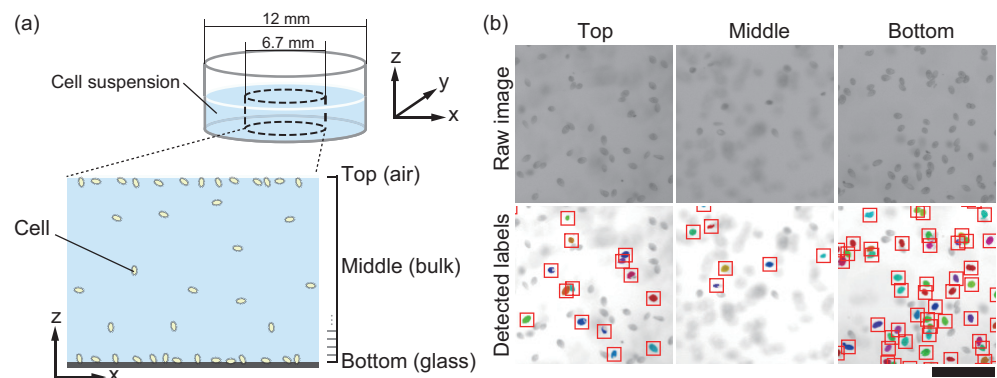 (a)
12 mm
6.7 mm
Cell suspension
z
y
x
Top (air)
Cell
Middle (bulk)
z
Bottom (glass)
x
(b)
Top
Middle
Bottom
Raw image
Detected labels